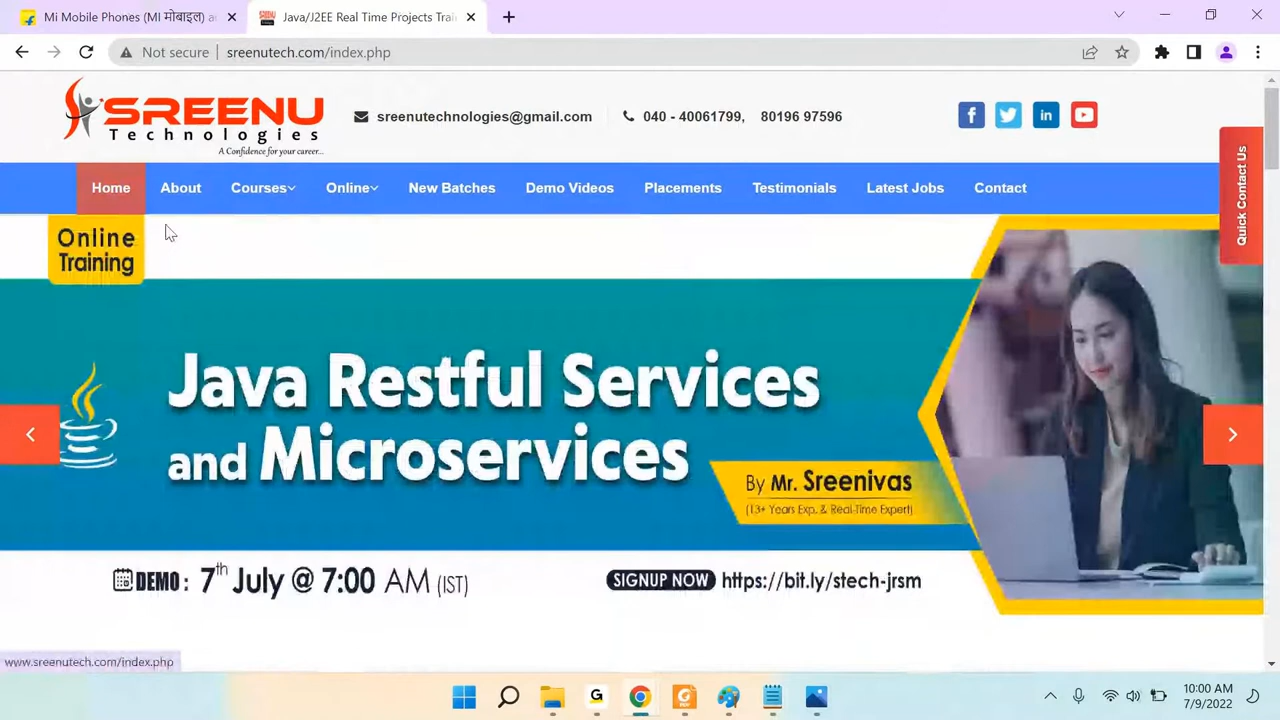 Mi Mobile Phones (MI मोबाइल) a
Java/J2EE Real Time Projects Trai
Not secure
sreenutech.com/index.php
SREENU
Technologies
A Confidence for your career...
sreenutechnologies@gmail.com
040 - 40061799, 80196 97596
Home About Courses Online New Batches Demo Videos Placements Testimonials Latest Jobs Contact
Quick Contact Us
Online
Training
Java Restful Services
and Microservices
By Mr. Sreenivas
(13+ Years Exp. & Real-Time Expert)
DEMO : 7th July @ 7:00 AM (IST)
SIGNUP NOW https://bit.ly/stech-jrsm
www.sreenutech.com/index.php
10:00 AM
7/9/2022